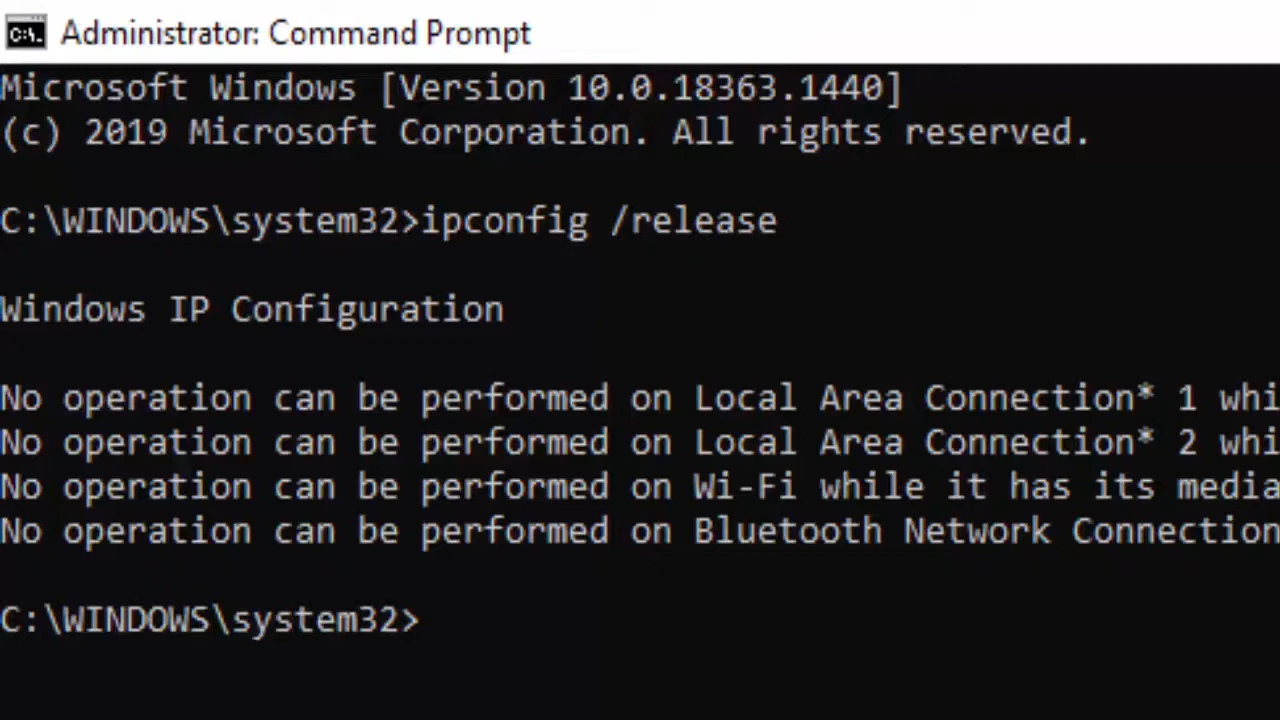 Administrator: Command Prompt
Microsoft Windows [Version 10.0.18363.1440]
(c) 2019 Microsoft Corporation. All rights reserved.
C:\WINDOWS\system32>ipconfig /release
Windows IP Configuration
No operation can be performed on Local Area Connection* 1 whi
No operation can be performed on Local Area Connection* 2 whi
No operation can be performed on Wi-Fi while it has its media
No operation can be performed on Bluetooth Network Connection
C:\WINDOWS\system32>